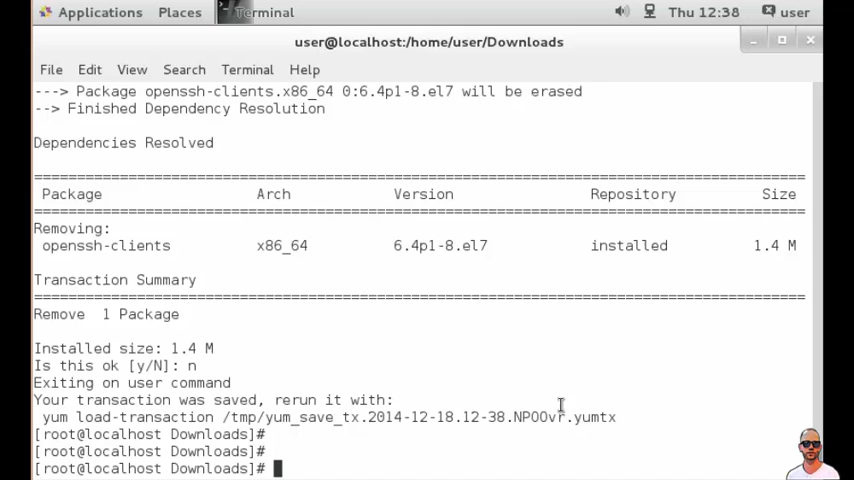 Applications Places Terminal Thu 12:38 user
user@localhost:/home/user/Downloads
File Edit View Search Terminal Help
---> Package openssh-clients.x86_64 0:6.4p1-8.el7 will be erased
--> Finished Dependency Resolution
Dependencies Resolved
================================================================================
Package Arch Version Repository Size
================================================================================
Removing:
openssh-clients x86_64 6.4p1-8.el7 installed 1.4 M
Transaction Summary
================================================================================
Remove 1 Package
Installed size: 1.4 M
Is this ok [y/N]: n
Exiting on user command
Your transaction was saved, rerun it with:
yum load-transaction /tmp/yum_save_tx.2014-12-18.12-38.NPOOvr.yumtx
[root@localhost Downloads]#
[root@localhost Downloads]#
[root@localhost Downloads]#